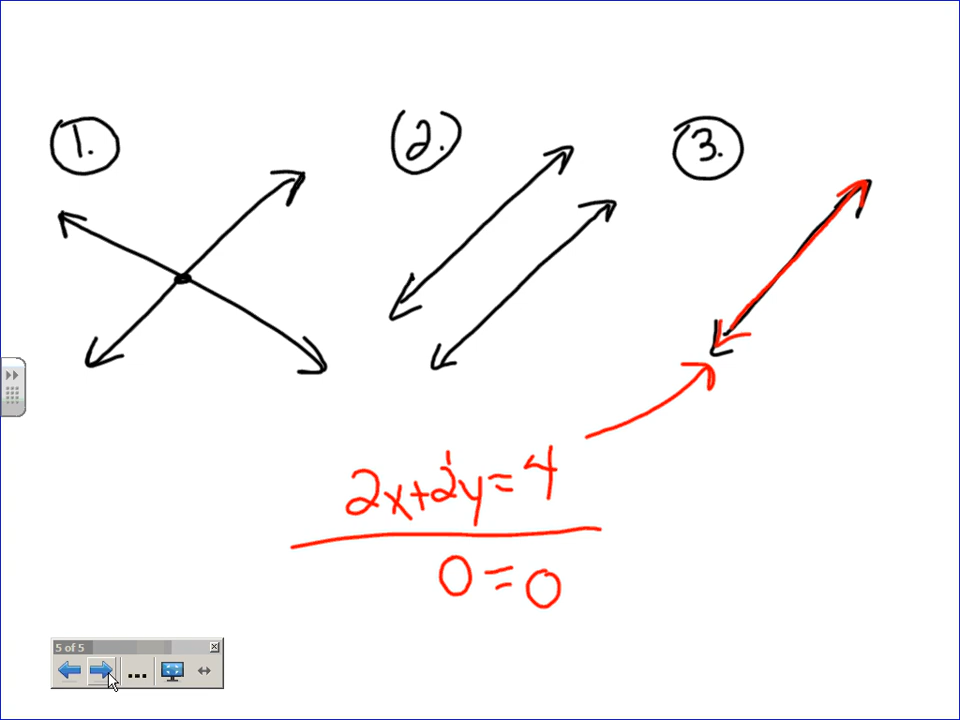 1.
2.
3.
2x+2y=4
0=0
5 of 5
...